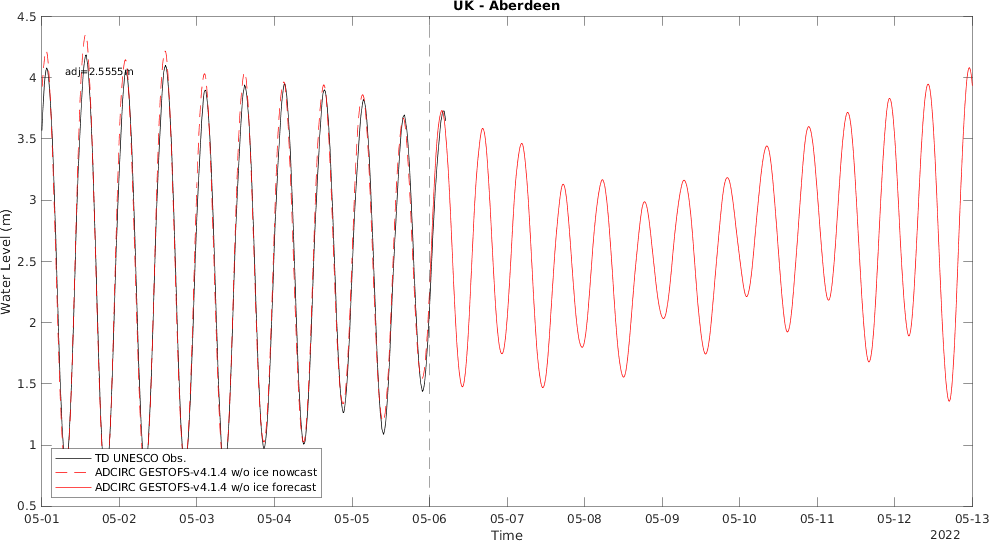 UK - Aberdeen
4.5
4
3.5
3
2.5
2
1.5
1
0.5
Water Level (m)
adj=2.5555m
TD UNESCO Obs.
ADCIRC GESTOFS-v4.1.4 w/o ice nowcast
ADCIRC GESTOFS-v4.1.4 w/o ice forecast
05-01 05-02 05-03 05-04 05-05 05-06 05-07 05-08 05-09 05-10 05-11 05-12 05-13
Time
2022